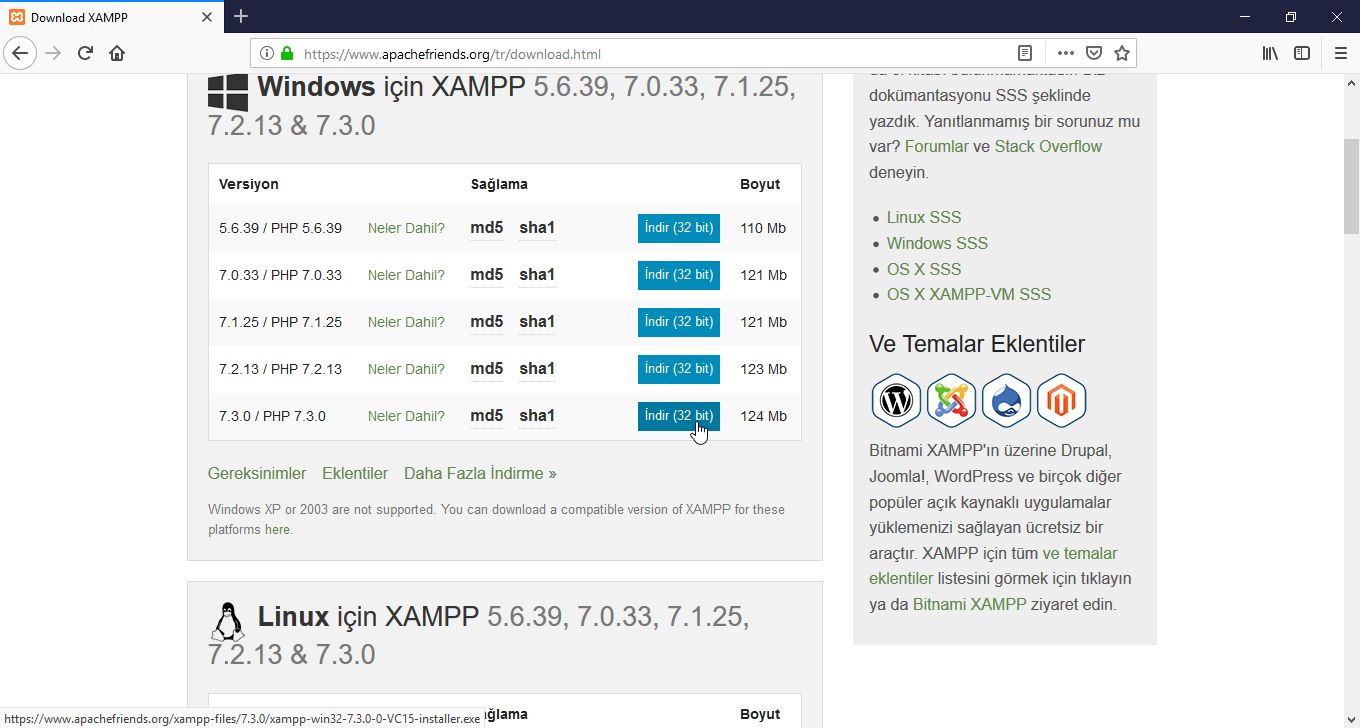 Download XAMPP
https://www.apachefriends.org/tr/download.html
Windows için XAMPP 5.6.39, 7.0.33, 7.1.25,
7.2.13 & 7.3.0
Versiyon Sağlama Boyut
5.6.39 / PHP 5.6.39 Neler Dahil? md5 sha1 İndir (32 bit) 110 Mb
7.0.33 / PHP 7.0.33 Neler Dahil? md5 sha1 İndir (32 bit) 121 Mb
7.1.25 / PHP 7.1.25 Neler Dahil? md5 sha1 İndir (32 bit) 121 Mb
7.2.13 / PHP 7.2.13 Neler Dahil? md5 sha1 İndir (32 bit) 123 Mb
7.3.0 / PHP 7.3.0 Neler Dahil? md5 sha1 İndir (32 bit) 124 Mb
Gereksinimler Eklentiler Daha Fazla İndirme »
Windows XP or 2003 are not supported. You can download a compatible version of XAMPP for these
platforms here.
Linux için XAMPP 5.6.39, 7.0.33, 7.1.25,
7.2.13 & 7.3.0
Boyut
dokümantasyonu SSS şeklinde
yazdık. Yanıtlanmamış bir sorunuz mu
var? Forumlar ve Stack Overflow
deneyin.
Linux SSS
Windows SSS
OS X SSS
OS X XAMPP-VM SSS
Ve Temalar Eklentiler
Bitnami XAMPP'ın üzerine Drupal,
Joomla!, WordPress ve birçok diğer
popüler açık kaynaklı uygulamalar
yüklemenizi sağlayan ücretsiz bir
araçtır. XAMPP için tüm ve temalar
eklentiler listesini görmek için tıklayın
ya da Bitnami XAMPP ziyaret edin.
https://www.apachefriends.org/xampp-files/7.3.0/xampp-win32-7.3.0-0-VC15-installer.exe